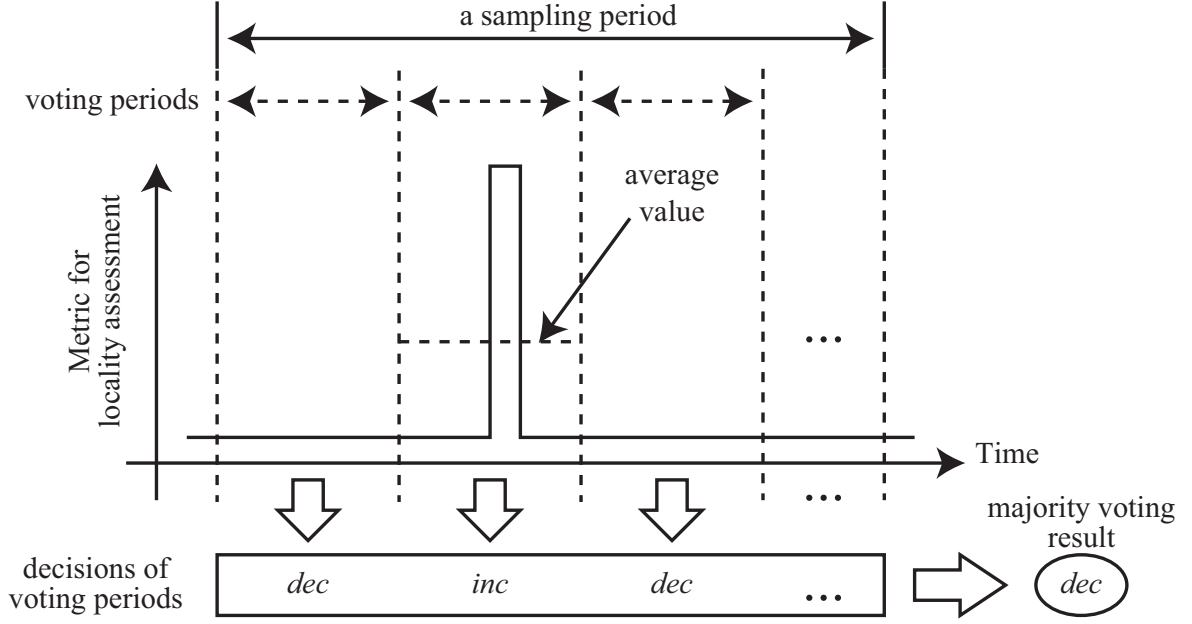 a sampling period
voting periods
average
value
Metric for
locality assessment
...
Time
...
majority voting
result
decisions of
voting periods
dec
inc
dec
...
dec